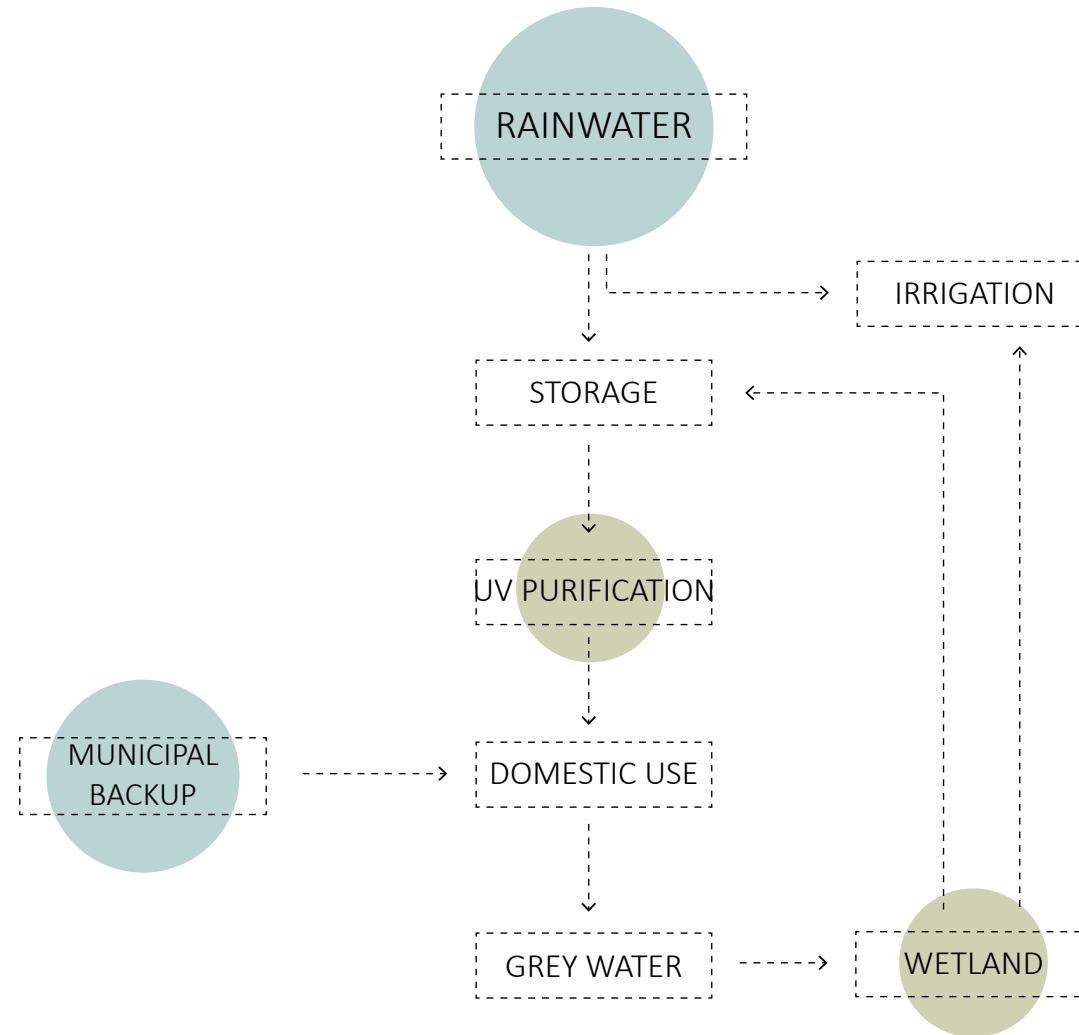 RAINWATER
IRRIGATION
STORAGE
UV PURIFICATION
MUNICIPAL
BACKUP
DOMESTIC USE
GREY WATER
WETLAND